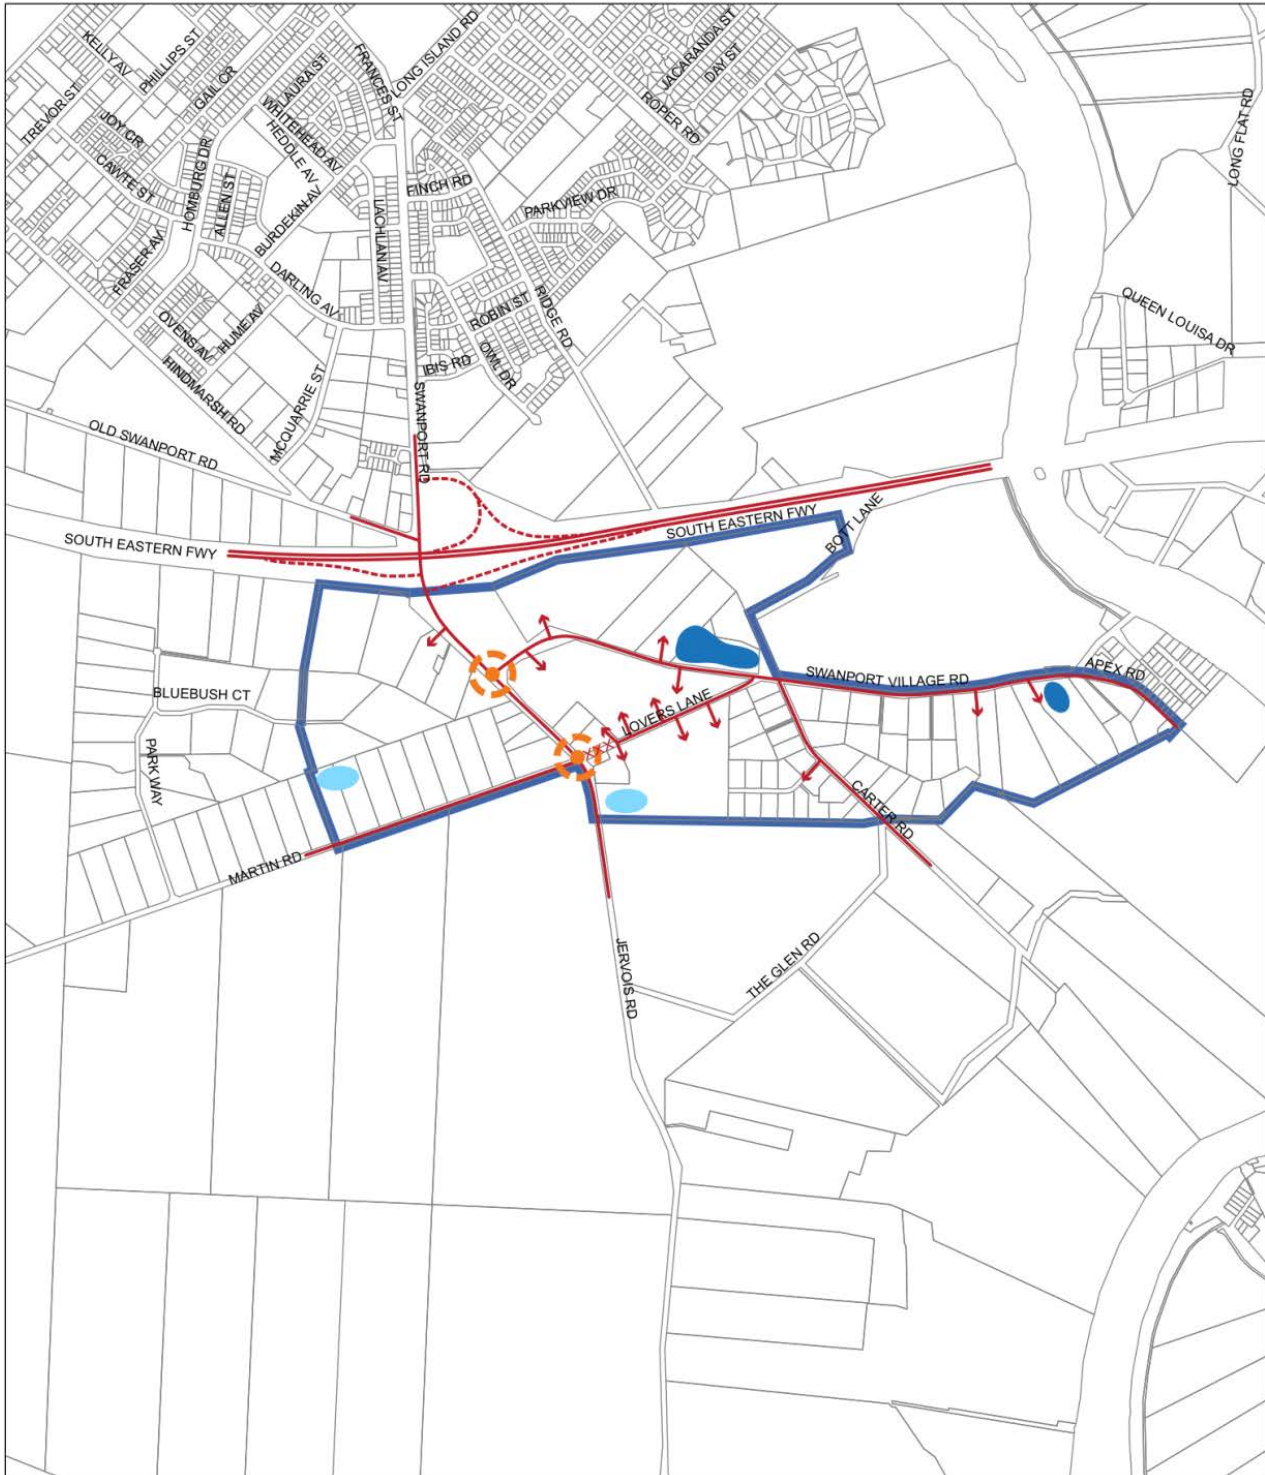 KELLY AV
PHILLIPS ST
GAIL CR
LAURA ST
FRANCES ST
LONG ISLAND RD
JACARANDA ST
DAY ST
ROPER RD
TREVOR ST
JOY CR
WHITEHEAD AV
HEDDLE AV
CAWTE ST
HOMBURG DR
ALLEN ST
BURDEKIN AV
FINCH RD
PARKVIEW DR
LONG FLAT RD
LACHLAN AV
FRASER AV
DARLING AV
OVENS AV
HUME AV
ROBIN ST
RIDGE RD
QUEEN LOUISA DR
IBIS RD
OWL DR
HINDMARSH RD
MCQUARRIE ST
SWANPORT RD
OLD SWANPORT RD
SOUTH EASTERN FWY
SOUTH EASTERN FWY
BOTT LANE
APEX RD
SWANPORT VILLAGE RD
BLUEBUSH CT
LOVERS LANE
XXX
PARK WAY
CARTER RD
MARTIN RD
JERVOIS RD
THE GLEN RD